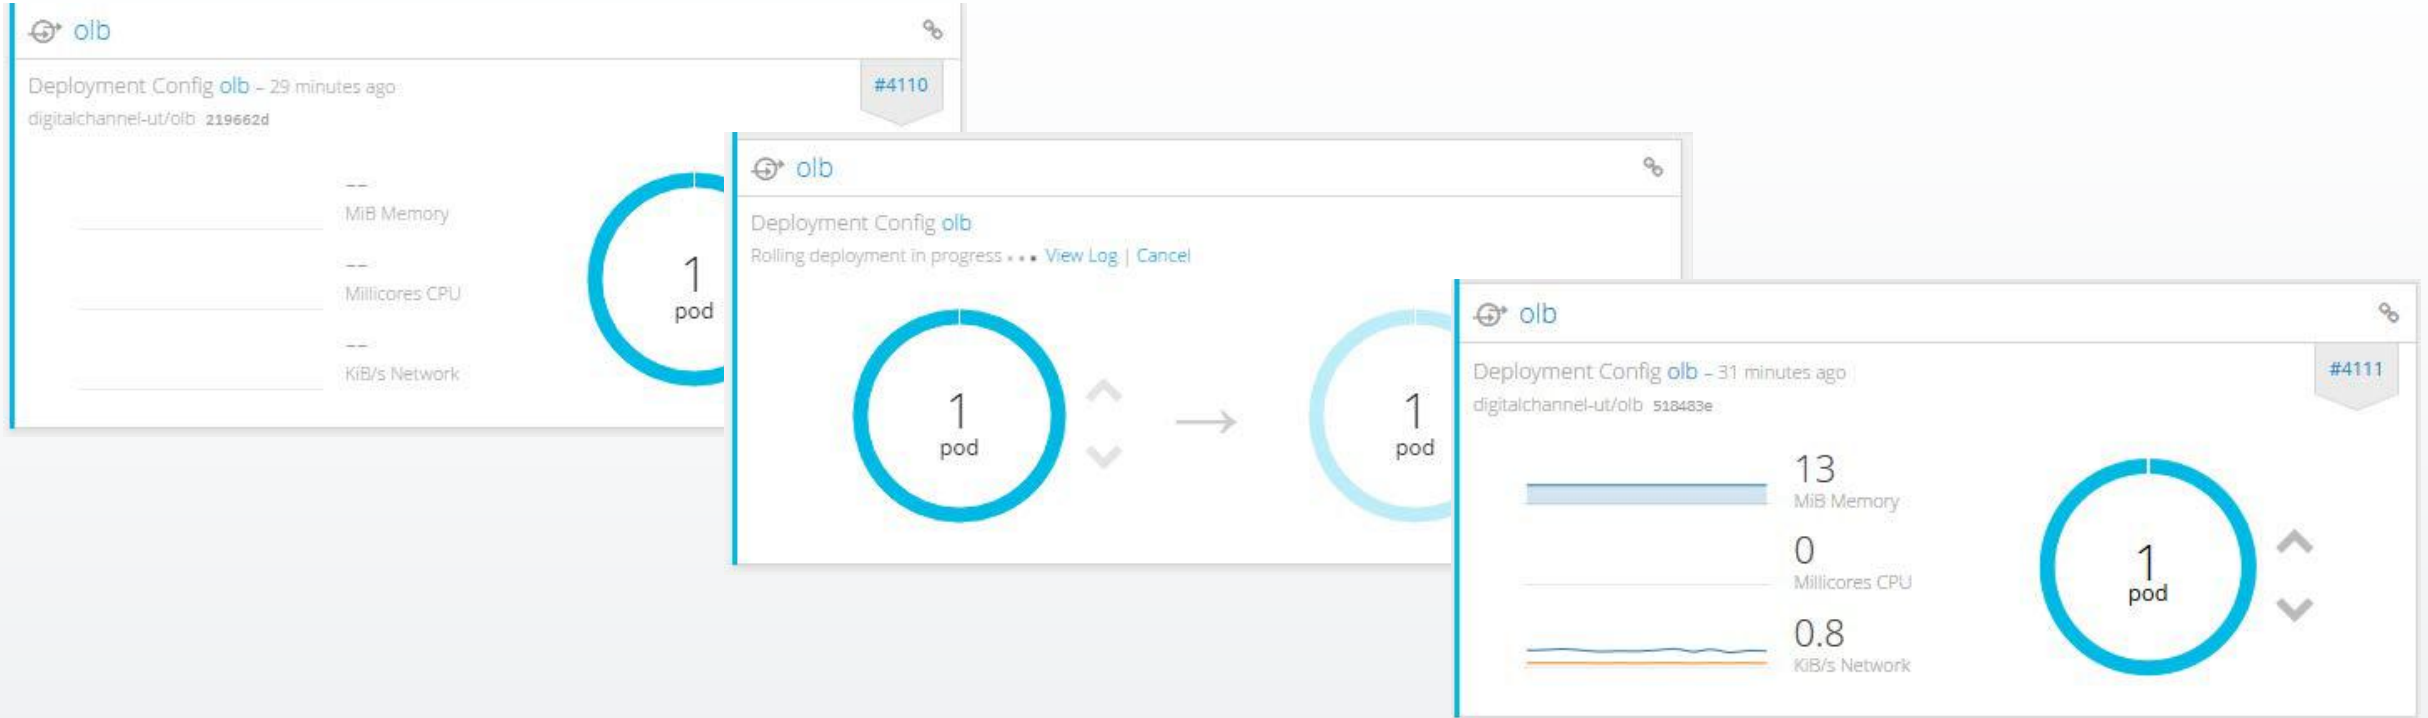 olb
Deployment Config olb – 29 minutes ago
#4110
digitalchannel-ut/olb 219662d
--
MiB Memory
--
Millicores CPU
--
KiB/s Network
1
pod
olb
Deployment Config olb
Rolling deployment in progress • • • View Log | Cancel
1
pod
1
pod
olb
Deployment Config olb – 31 minutes ago
#4111
digitalchannel-ut/olb 518483e
13
MiB Memory
0
Millicores CPU
0.8
KiB/s Network
1
pod